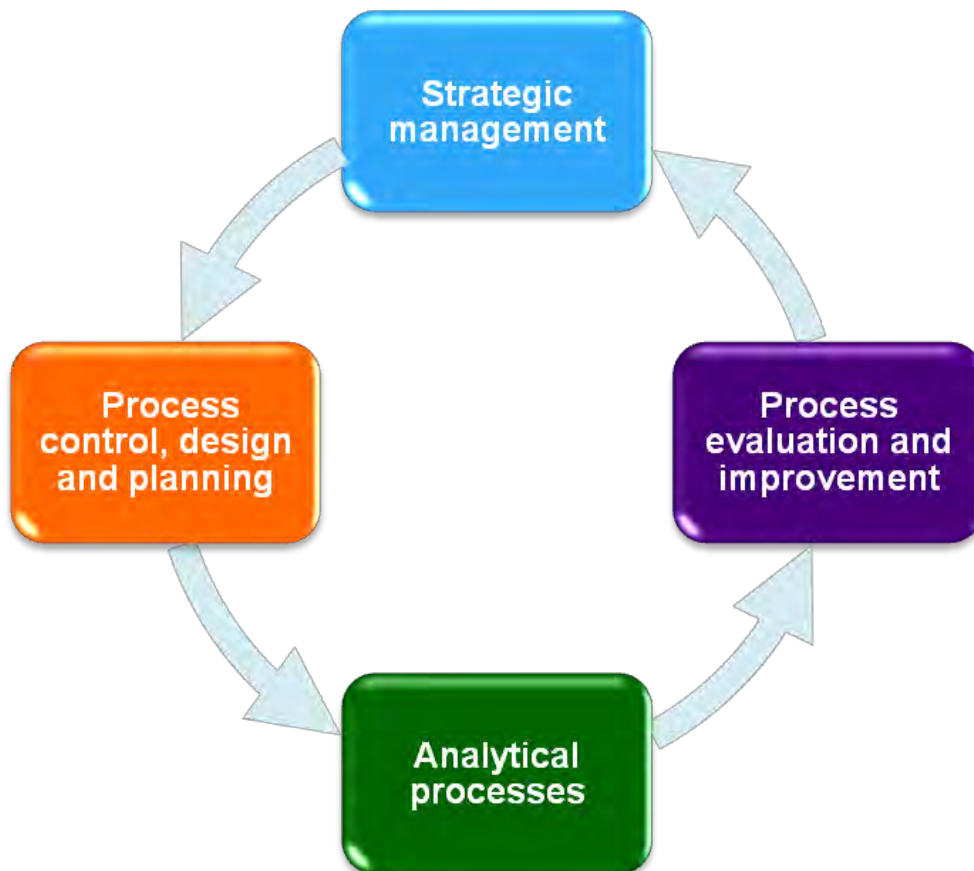 Strategic
management
Process
control, design
and planning
Process
evaluation and
improvement
Analytical
processes